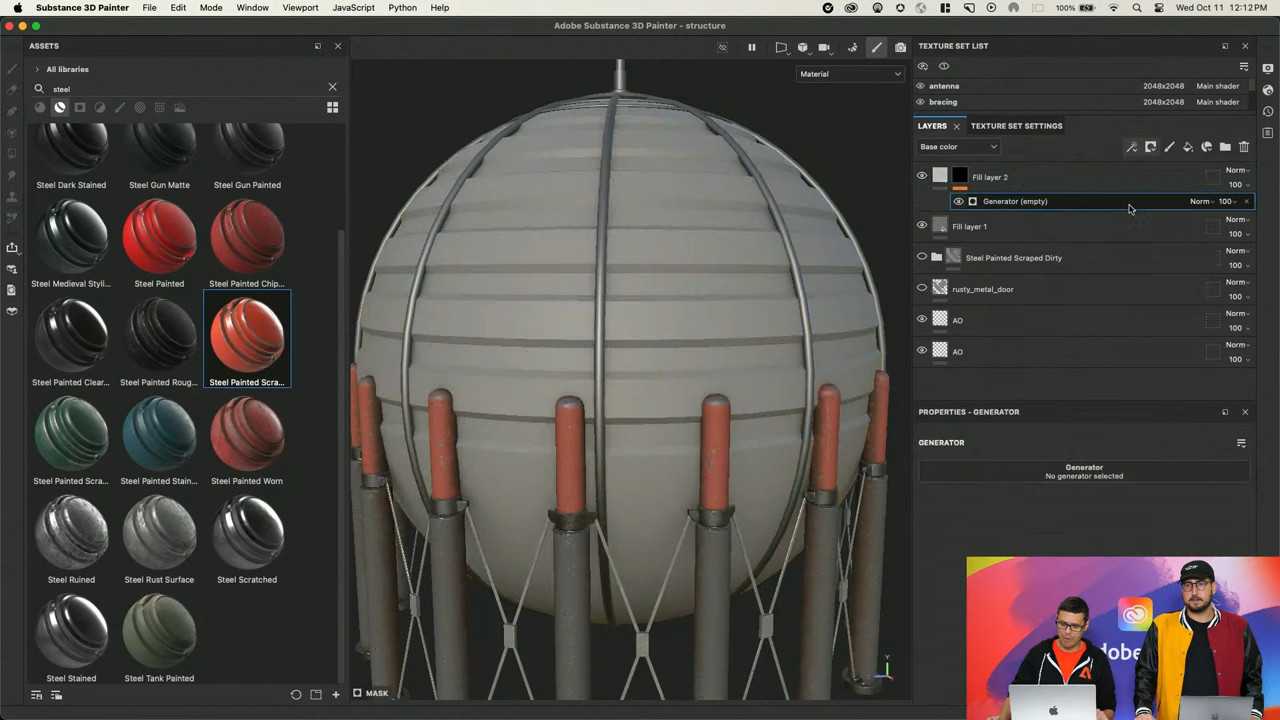 Substance 3D Painter File Edit Mode Window Viewport JavaScript Python Help 100% Wed Oct 11 12:12 PM
Adobe Substance 3D Painter - structure
ASSETS
All libraries
steel
Steel Dark Stained Steel Gun Matte Steel Gun Painted
Steel Medieval Styli... Steel Painted Steel Painted Chip...
Steel Painted Clear... Steel Painted Roug... Steel Painted Scra...
Steel Painted Scra... Steel Painted Stain... Steel Painted Worn
Steel Ruined Steel Rust Surface Steel Scratched
Steel Stained Steel Tank Painted
Material
MASK
Y
TEXTURE SET LIST
antenna 2048x2048 Main shader
bracing 2048x2048 Main shader
LAYERS TEXTURE SET SETTINGS
Base color
Fill layer 2 Norm
100
Generator (empty) Norm 100
Fill layer 1 Norm
100
Steel Painted Scraped Dirty Norm
100
rusty_metal_door Norm
100
AO Norm
100
AO Norm
100
PROPERTIES - GENERATOR
GENERATOR
Generator
No generator selected